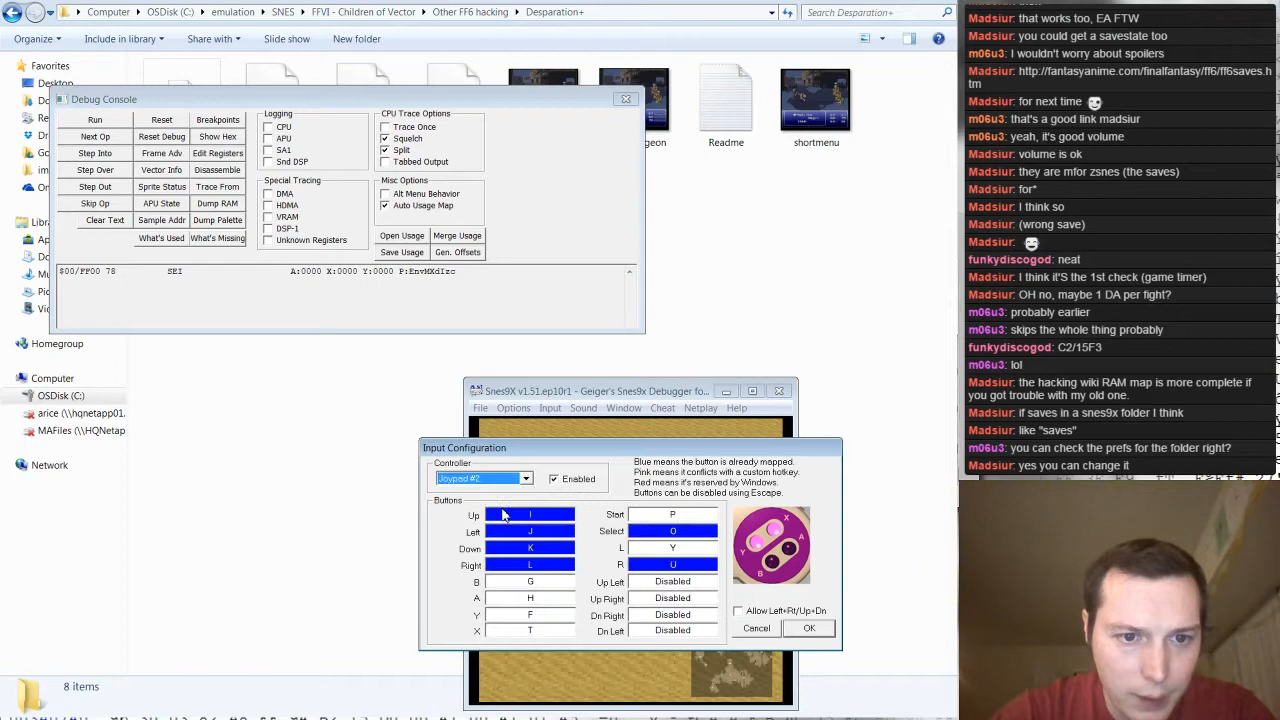 Computer ▸ OSDisk (C:) ▸ emulation ▸ SNES ▸ FFVI - Children of Vector ▸ Other FF6 hacking ▸ Desparation+
Search Desparation+
Organize
Include in library
Share with
Favorites
Debug Console
Run
Reset
Breakpoints
Next Op
Reset Debug
Show Hex
Step Into
Frame Adv
Edit Registers
Step Over
Vector Info
Disassemble
Step Out
Sprite Status
Trace From
Skip Op
APU State
Dump RAM
Clear Text
Sample Addr
Dump Palette
What's Used
What's Missing
Logging
CPU
APU
SA-1
SFX/DSP
Special Tracing
DMA
HDMA
VRAM
DSP-1
Unknown Registers
CPU Trace Options
Trace Once
Squelch
Split
Tabbed Output
Misc Options
Alt Menu Behavior
Auto Usage Map
Open Usage
Merge Usage
Save Usage
Gen. Offsets
$00/FF00 78 SEI A:0000 X:0000 Y:0000 P:EnvMXdIzc
Readme
shortmenu
Homegroup
Computer
OSDisk (C:)
arice (\\hqnetapp01.
MAFiles (\\Netap
Network
8 items
Snes9X v1.51.ep10r1 - Geiger's Snes9x Debugger fo...
File Options Input Sound Window Cheat Netplay Help
Input Configuration
Controller
Joypad #2
Enabled
Blue means the button is already mapped.
Pink means it conflicts with a custom hotkey.
Red means it's reserved by Windows.
Buttons can be disabled using Escape.
Buttons
Up I Start P
Left J Select O
Down K L Y
Right L R U
B G Up Left Disabled
A H Up Right Disabled
Y F Dn Right Disabled
X T Dn Left Disabled
X
A
Y
B
Allow Left+Rt/Up+Dn
Cancel
OK
Madsiur: that works too, EA FTW
Madsiur: you could get a savestate too
m06u3: I wouldn't worry about spoilers
Madsiur: http://fantasyanime.com/finalfantasy/ff6/ff6saves.h
tm
Madsiur: for next time
m06u3: that's a good link madsiur
m06u3: yeah, it's good volume
Madsiur: volume is ok
Madsiur: they are mfor zsnes (the saves)
Madsiur: for*
Madsiur: I think so
Madsiur: (wrong save)
Madsiur:
funkydiscogod: neat
Madsiur: I think it'S the 1st check (game timer)
Madsiur: OH no, maybe 1 DA per fight?
m06u3: probably earlier
m06u3: skips the whole thing probably
funkydiscogod: C2/15F3
m06u3: lol
Madsiur: the hacking wiki RAM map is more complete if
you got trouble with my old one.
Madsiur: if saves in a snes9x folder I think
Madsiur: like "saves"
m06u3: you can check the prefs for the folder right?
Madsiur: yes you can change it